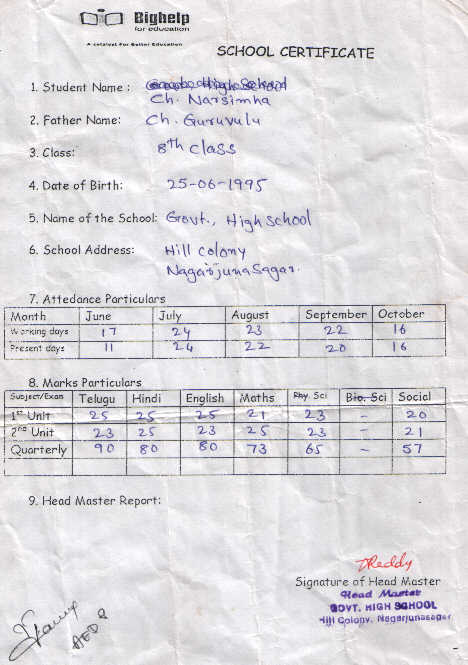 Bighelp
for education
A catalyst For Better Education
SCHOOL CERTIFICATE
1. Student Name :
Ch. Narsimha
2. Father Name: Ch. Guruvulu
3. Class: 8th class
4. Date of Birth: 25-06-1995
5. Name of the School: Govt., High School
6. School Address: Hill colony
Nagarjuna Sagar.
7. Attedance Particulars
Month June July August September October
Working days 17 24 23 22 16
Present days 11 24 22 20 16
8. Marks Particulars
Subject/Exam Telugu Hindi English Maths Phy. Sci Bio. Sci Social
1st Unit 25 25 25 21 23 - 20
2nd Unit 23 25 23 25 23 - 21
Quarterly 90 80 80 73 65 - 57
9. Head Master Report:
Reddy
Signature of Head Master
Head Master
GOVT. HIGH SCHOOL
Hill Colony, Nagarjunasagar